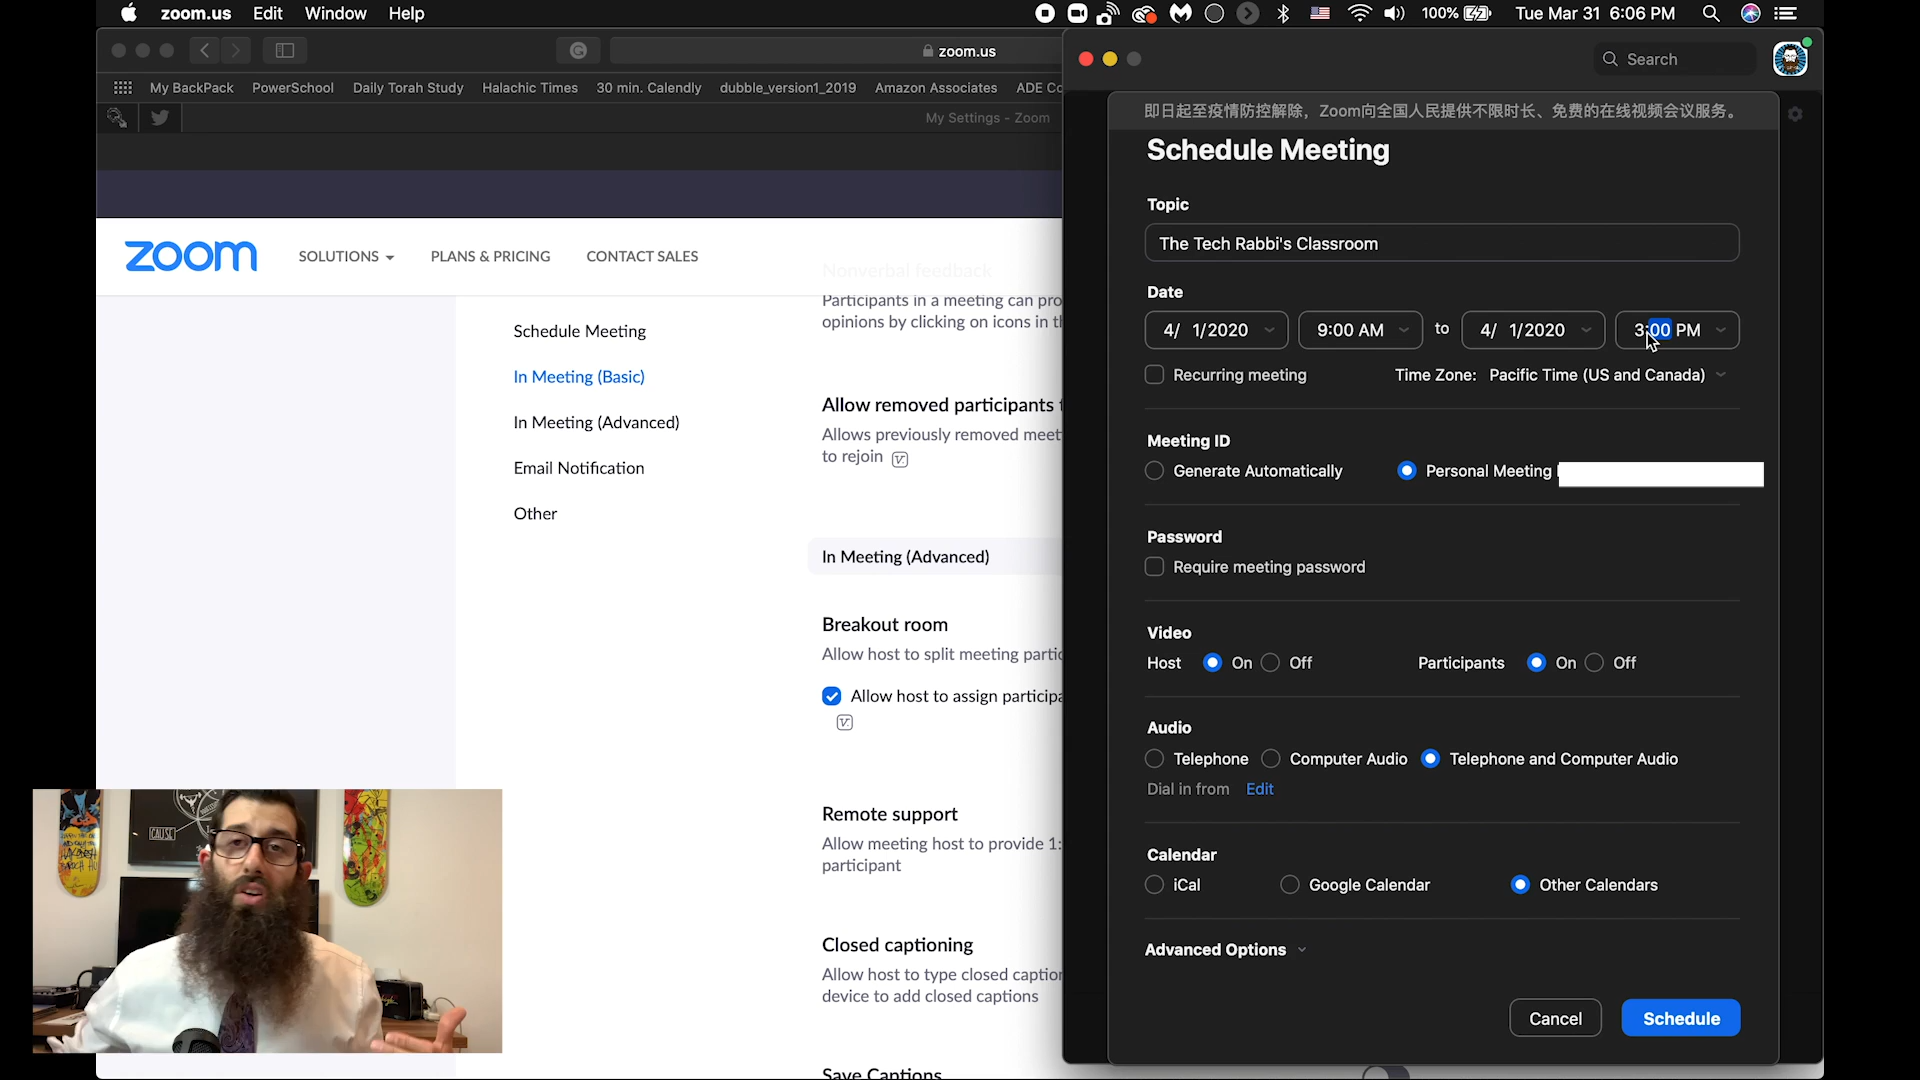 zoom.us Edit Window Help
100% Tue Mar 31 6:06 PM
zoom.us
My BackPack PowerSchool Daily Torah Study Halachic Times 30 min. Calendly dubble_version1_2019 Amazon Associates ADE Co
My Settings - Zoom
zoom SOLUTIONS PLANS & PRICING CONTACT SALES
Schedule Meeting
In Meeting (Basic)
In Meeting (Advanced)
Email Notification
Other
Nonverbal feedback
Participants in a meeting can pro
opinions by clicking on icons in th
Allow removed participants t
Allows previously removed meet
to rejoin
In Meeting (Advanced)
Breakout room
Allow host to split meeting partic
Allow host to assign participa
Remote support
Allow meeting host to provide 1:
participant
Closed captioning
Allow host to type closed caption
device to add closed captions
Save Captions
Search
即日起至疫情防控解除，Zoom向全国人民提供不限时长、免费的在线视频会议服务。
Schedule Meeting
Topic
The Tech Rabbi's Classroom
Date
4/ 1/2020 9:00 AM to 4/ 1/2020 3:00 PM
Recurring meeting Time Zone: Pacific Time (US and Canada)
Meeting ID
Generate Automatically Personal Meeting
Password
Require meeting password
Video
Host On Off Participants On Off
Audio
Telephone Computer Audio Telephone and Computer Audio
Dial in from Edit
Calendar
iCal Google Calendar Other Calendars
Advanced Options
Cancel Schedule
CAUSE